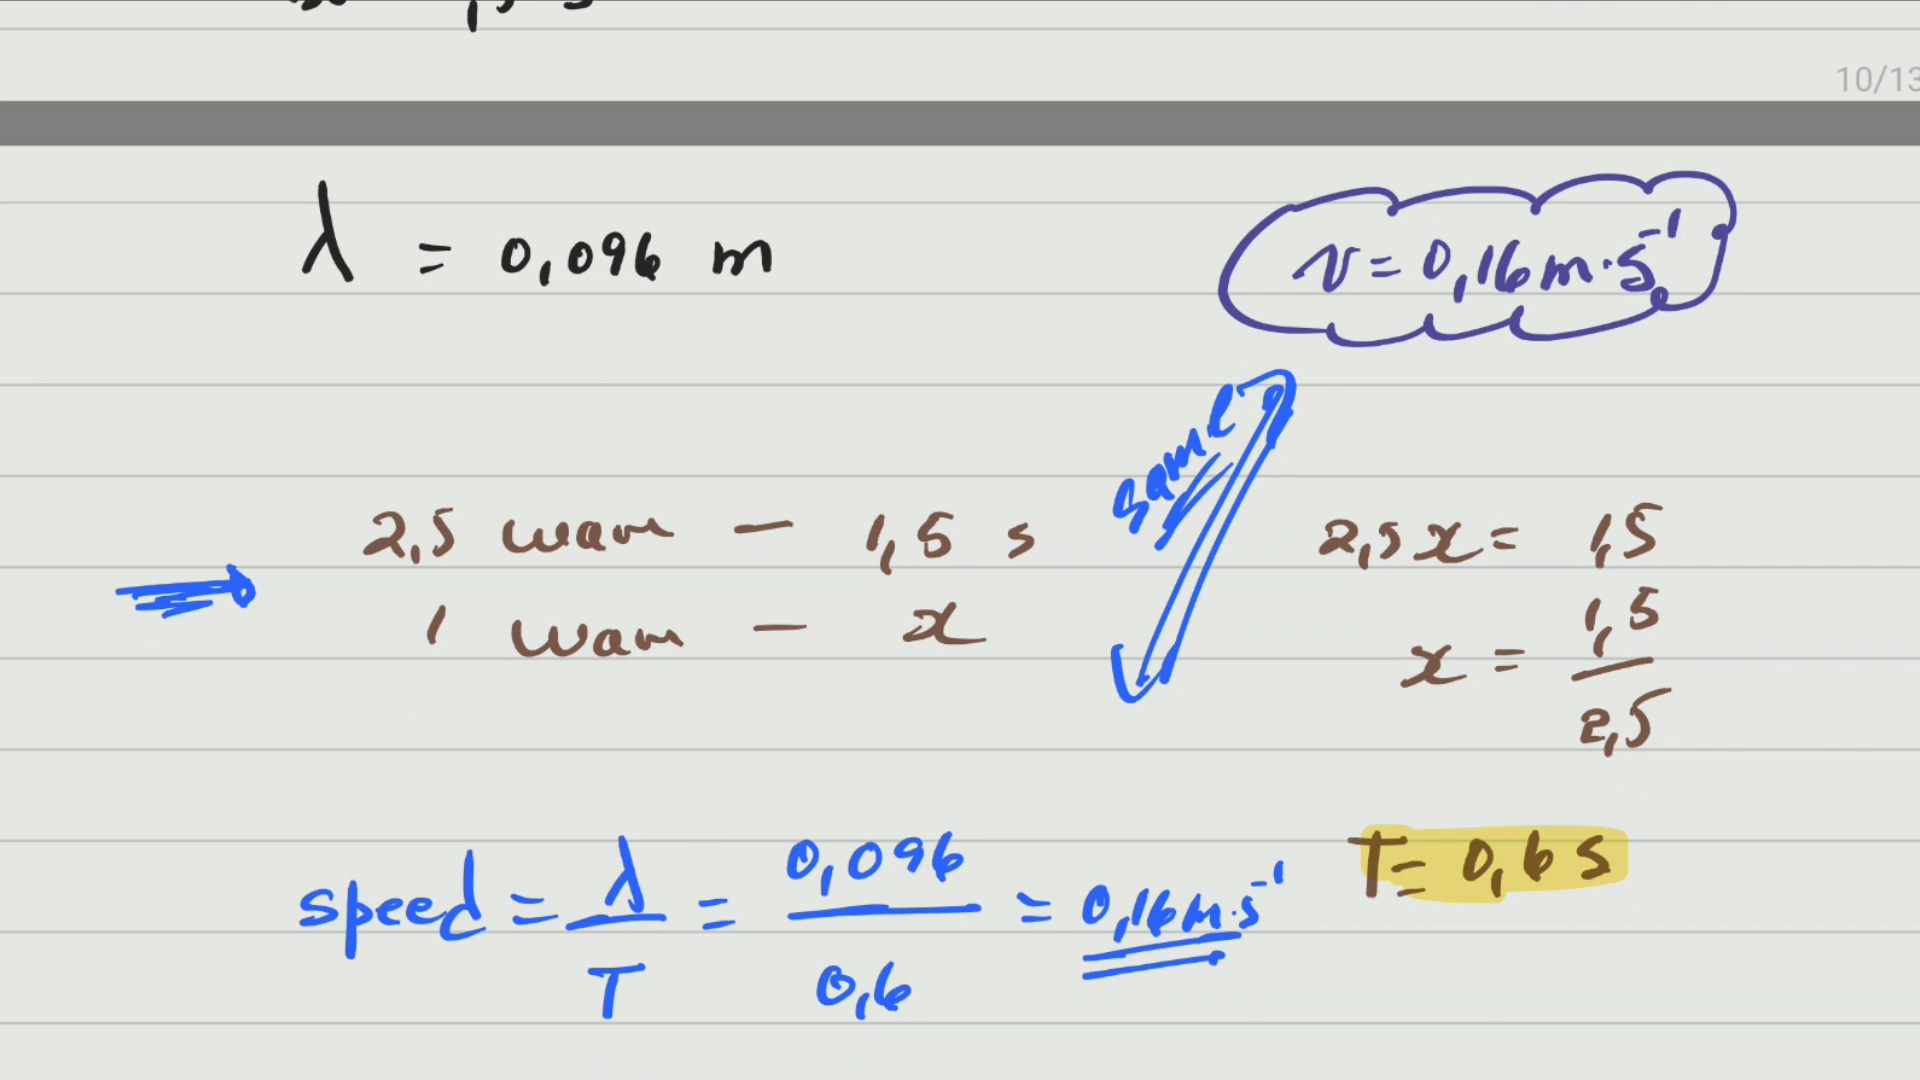 10/13
λ = 0,096 m
v = 0,16 m·s⁻¹
same
2,5 wave — 1,5 s
1 wave — x
2,5x = 1,5
x = 1,5/2,5
T = 0,6 s
speed = λ/T = 0,096/0,6 = 0,16 m·s⁻¹